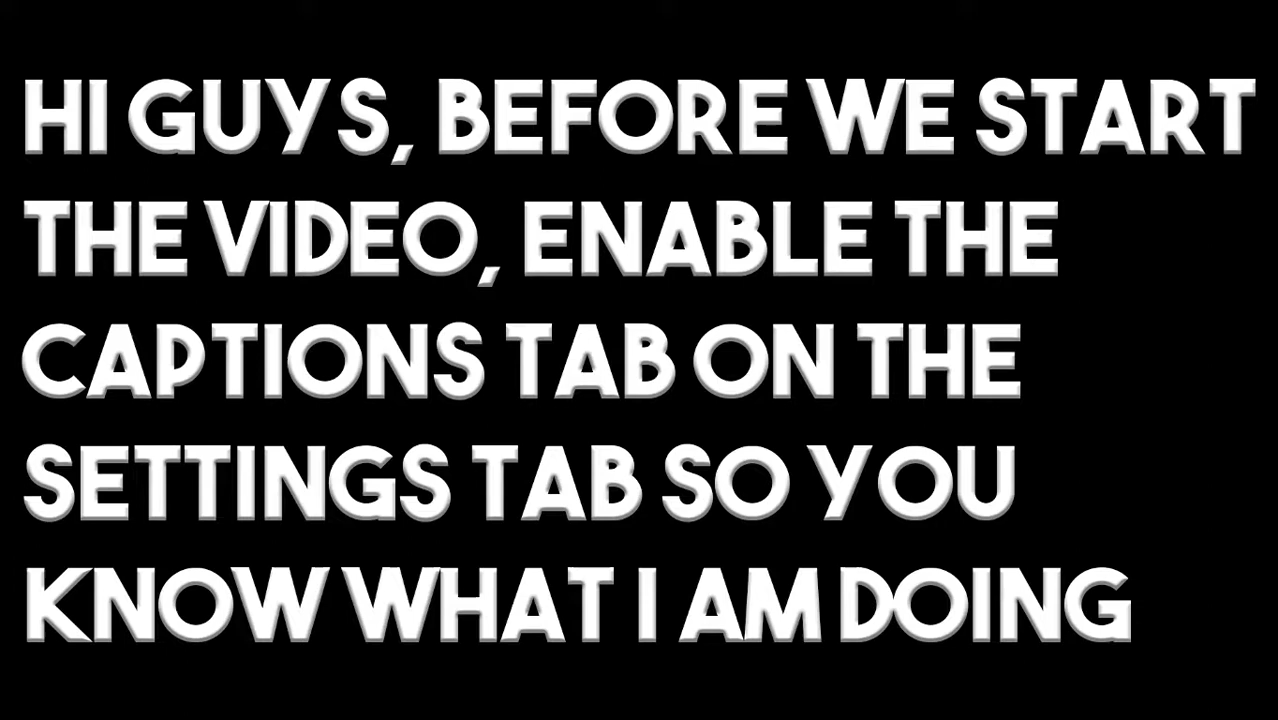 HI GUYS, BEFORE WE START
THE VIDEO, ENABLE THE
CAPTIONS TAB ON THE
SETTINGS TAB SO YOU
KNOW WHAT I AM DOING